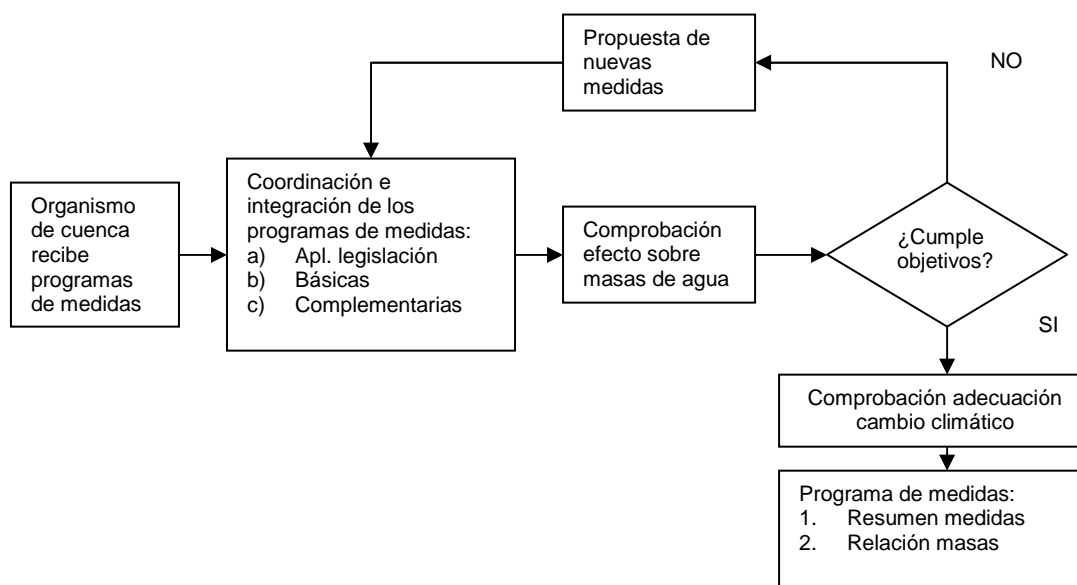 Propuesta de
nuevas
medidas
NO
Organismo
de cuenca
recibe
programas
de medidas
Coordinación e
integración de los
programas de medidas:
a) Apl. legislación
b) Básicas
c) Complementarias
Comprobación
efecto sobre
masas de agua
¿Cumple
objetivos?
SI
Comprobación adecuación
cambio climático
Programa de medidas:
1. Resumen medidas
2. Relación masas